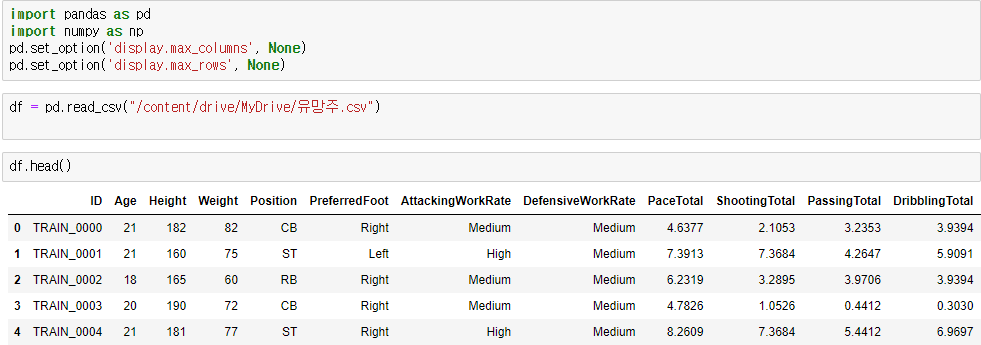 import pandas as pd
import numpy as np
pd.set_option('display.max_columns', None)
pd.set_option('display.max_rows', None)
df = pd.read_csv("/content/drive/MyDrive/유망주.csv")
df.head()
ID Age Height Weight Position PreferredFoot AttackingWorkRate DefensiveWorkRate PaceTotal ShootingTotal PassingTotal DribblingTotal
0 TRAIN_0000 21 182 82 CB Right Medium Medium 4.6377 2.1053 3.2353 3.9394
1 TRAIN_0001 21 160 75 ST Left High Medium 7.3913 7.3684 4.2647 5.9091
2 TRAIN_0002 18 165 60 RB Right Medium Medium 6.2319 3.2895 3.9706 3.9394
3 TRAIN_0003 20 190 72 CB Right Medium Medium 4.7826 1.0526 0.4412 0.3030
4 TRAIN_0004 21 181 77 ST Right High Medium 8.2609 7.3684 5.4412 6.9697